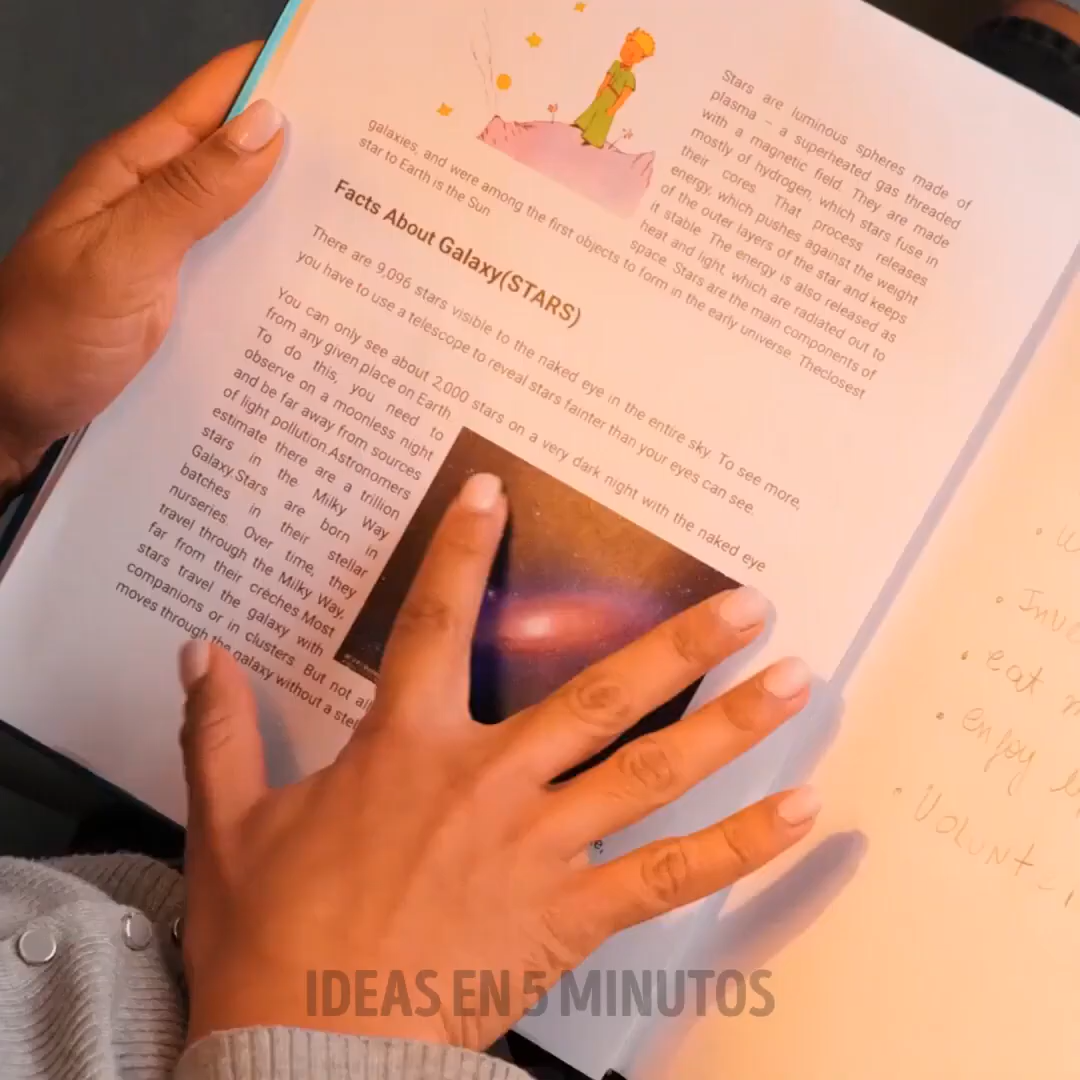 Stars are luminous spheres made of
plasma – a superheated gas threaded
with a magnetic field. They are made
mostly of hydrogen, which stars fuse in
their cores. That process releases
energy, which pushes against the weight
of the outer layers of the star and keeps
it stable. The energy is also released as
heat and light, which are radiated out to
space. Stars are the main components of
galaxies, and were among the first objects to form in the early universe. Theclosest
star to Earth is the Sun
Facts About Galaxy(STARS)
There are 9,096 stars visible to the naked eye in the entire sky. To see more,
you have to use a telescope to reveal stars fainter than your eyes can see.
You can only see about 2,000 stars on a very dark night with the naked eye
from any given place on Earth
To do this, you need to
observe on a moonless night
and be far away from sources
of light pollution.Astronomers
estimate there are a trillion
stars in the Milky Way
Galaxy.Stars are born in
batches in their stellar
nurseries. Over time, they
travel through the Milky Way,
far from their crèches.Most
stars travel the galaxy with
companions or in clusters. But not all
moves through the galaxy without a
eat
enjoy
IDEAS EN 5 MINUTOS